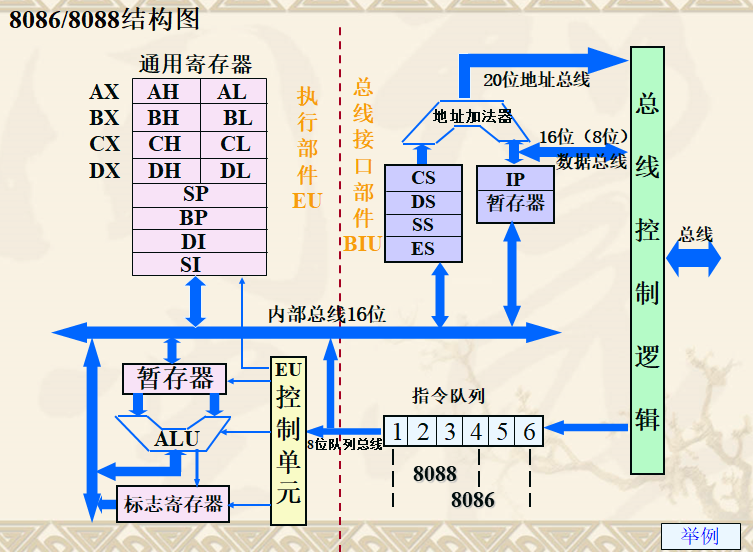 8086/8088结构图
通用寄存器
AX AH AL
BX BH BL
CX CH CL
DX DH DL
SP
BP
DI
SI
执行部件EU
总线接口部件BIU
20位地址总线
地址加法器
16位（8位）
数据总线
CS
DS
SS
ES
IP
暂存器
总线控制逻辑
总线
内部总线16位
暂存器
ALU
标志寄存器
EU控制单元
8位队列总线
指令队列
1 2 3 4 5 6
8088
8086
举例